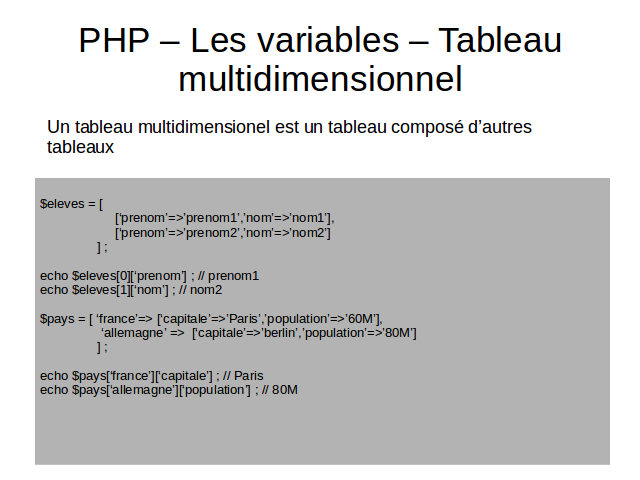 PHP – Les variables – Tableau
multidimensionnel
Un tableau multidimensionel est un tableau composé d’autres
tableaux
$eleves = [
[‘prenom’=>’prenom1’,’nom’=>’nom1’],
[‘prenom’=>’prenom2’,’nom’=>’nom2’]
] ;
echo $eleves[0][‘prenom’] ; // prenom1
echo $eleves[1][‘nom’] ; // nom2
$pays = [ ‘france’=> [‘capitale’=>’Paris’,’population’=>’60M’],
‘allemagne’ => [‘capitale’=>’berlin’,’population’=>’80M’]
] ;
echo $pays[‘france’][‘capitale’] ; // Paris
echo $pays[‘allemagne’][‘population’] ; // 80M